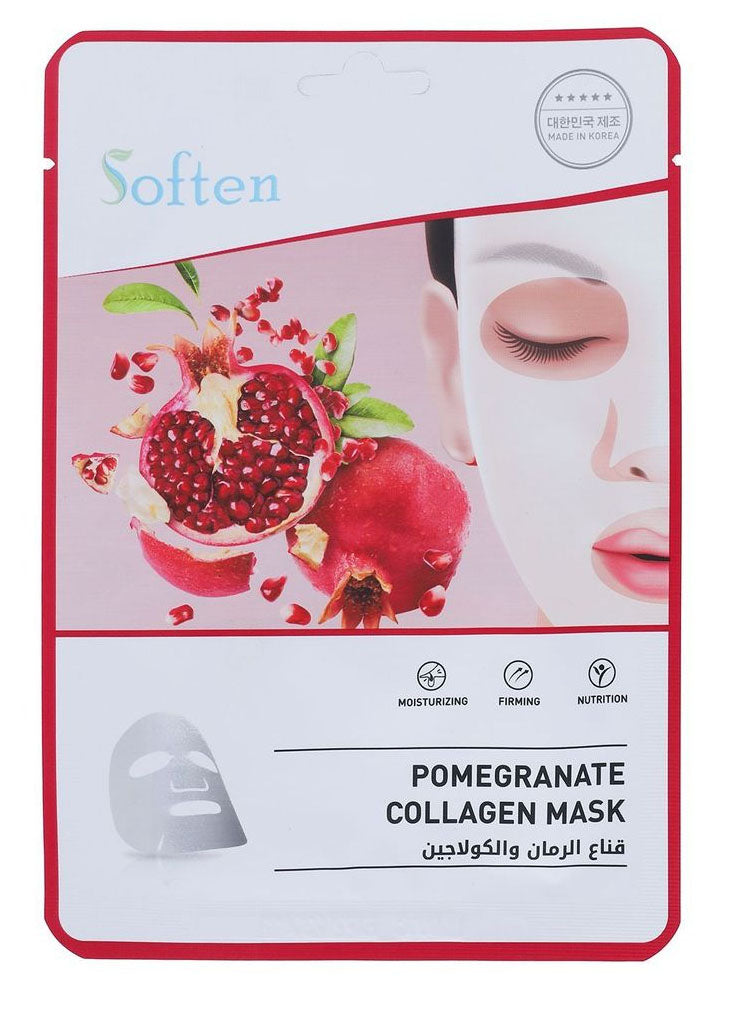 Soften
대한민국 제조
MADE IN KOREA
MOISTURIZING
FIRMING
NUTRITION
POMEGRANATE
COLLAGEN MASK
قناع الرمان والكولاجين